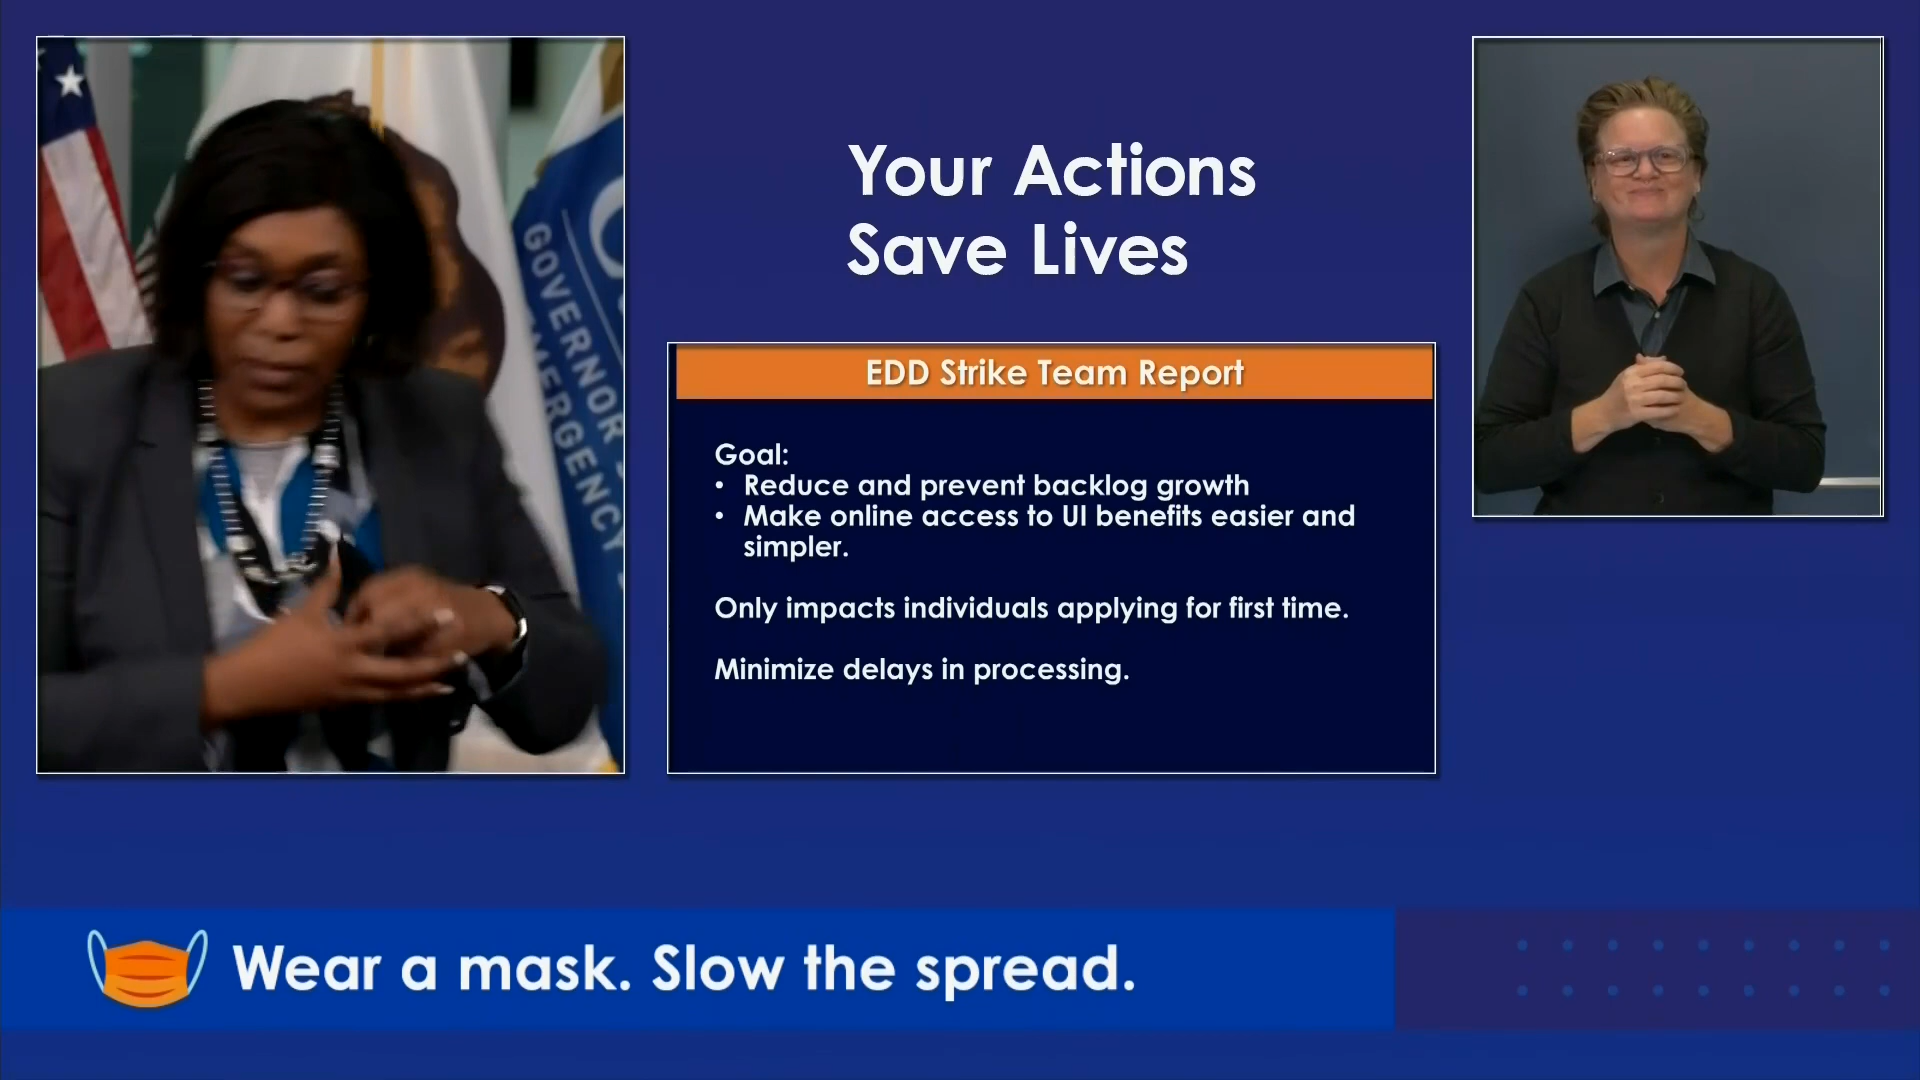 Your Actions
Save Lives
GOVERNOR
EMERGENCY
EDD Strike Team Report
Goal:
• Reduce and prevent backlog growth
• Make online access to UI benefits easier and
simpler.
Only impacts individuals applying for first time.
Minimize delays in processing.
Wear a mask. Slow the spread.